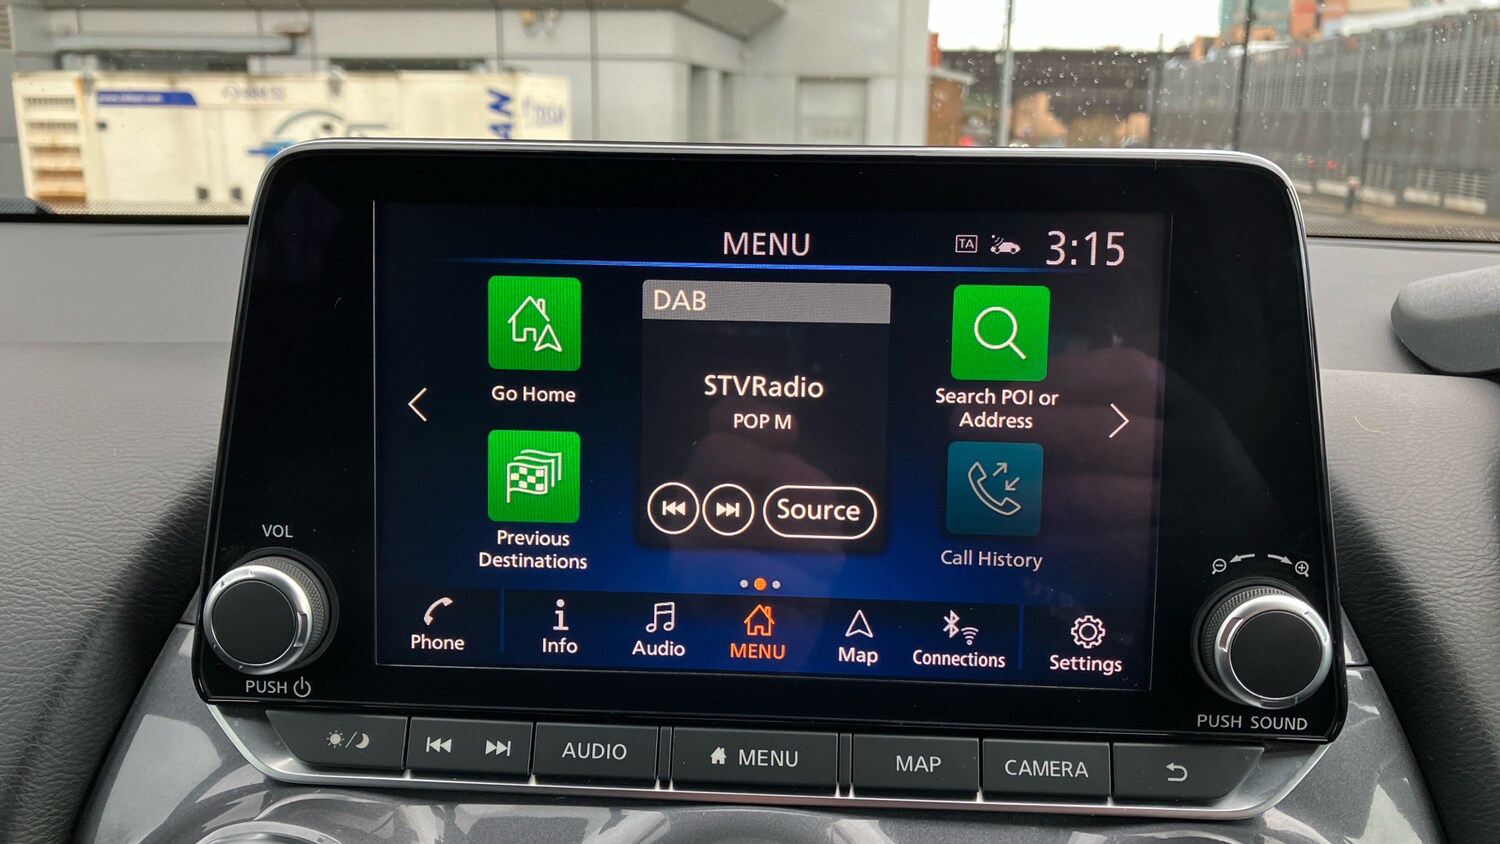 AN
MENU
TA
3:15
DAB
STVRadio
POP M
Source
Go Home
Previous
Destinations
Search POI or
Address
Call History
Phone
Info
Audio
MENU
Map
Connections
Settings
VOL
PUSH
PUSH SOUND
AUDIO
MENU
MAP
CAMERA